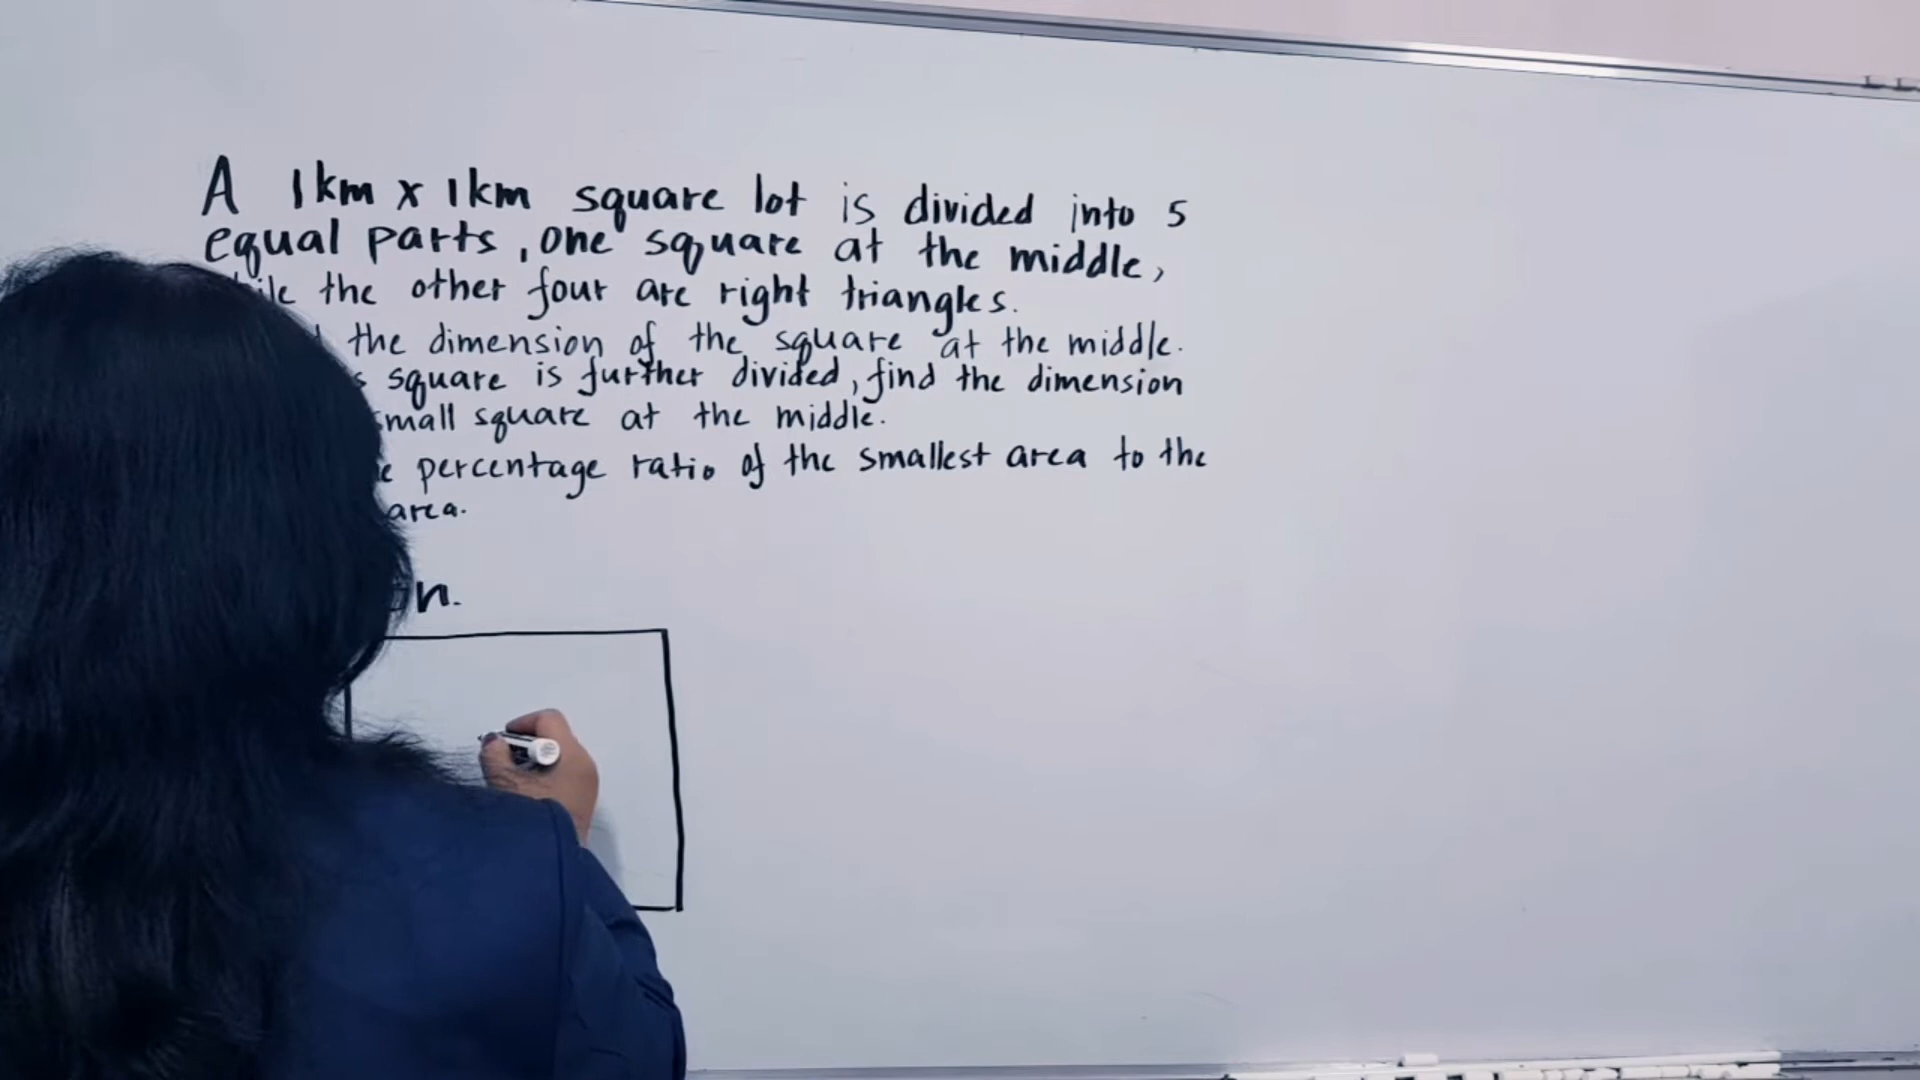 A 1km x 1km square lot is divided into 5
equal parts, one square at the middle,
the other four are right triangles.
the dimension of the square at the middle.
square is further divided, find the dimension
small square at the middle.
percentage ratio of the smallest area to the
area.